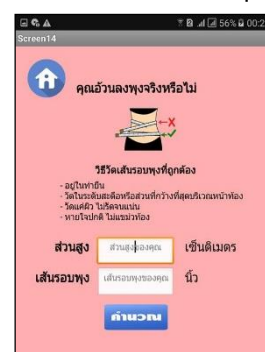 56% 00:2
Screen14
คุณอ้วนลงพุงจริงหรือไม่
X
วิธีวัดเส้นรอบพุงที่ถูกต้อง
- อยู่ในท่ายืน
- วัดในระดับสะดือหรือส่วนที่กว้างที่สุดบริเวณหน้าท้อง
- วัดแค่ผิว ไม่รัดจนแน่น
- หายใจปกติ ไม่แขม่วท้อง
ส่วนสูง ส่วนสูงของคุณ เซ็นติเมตร
เส้นรอบพุง เส้นรอบพุงของคุณ นิ้ว
คำนวณ